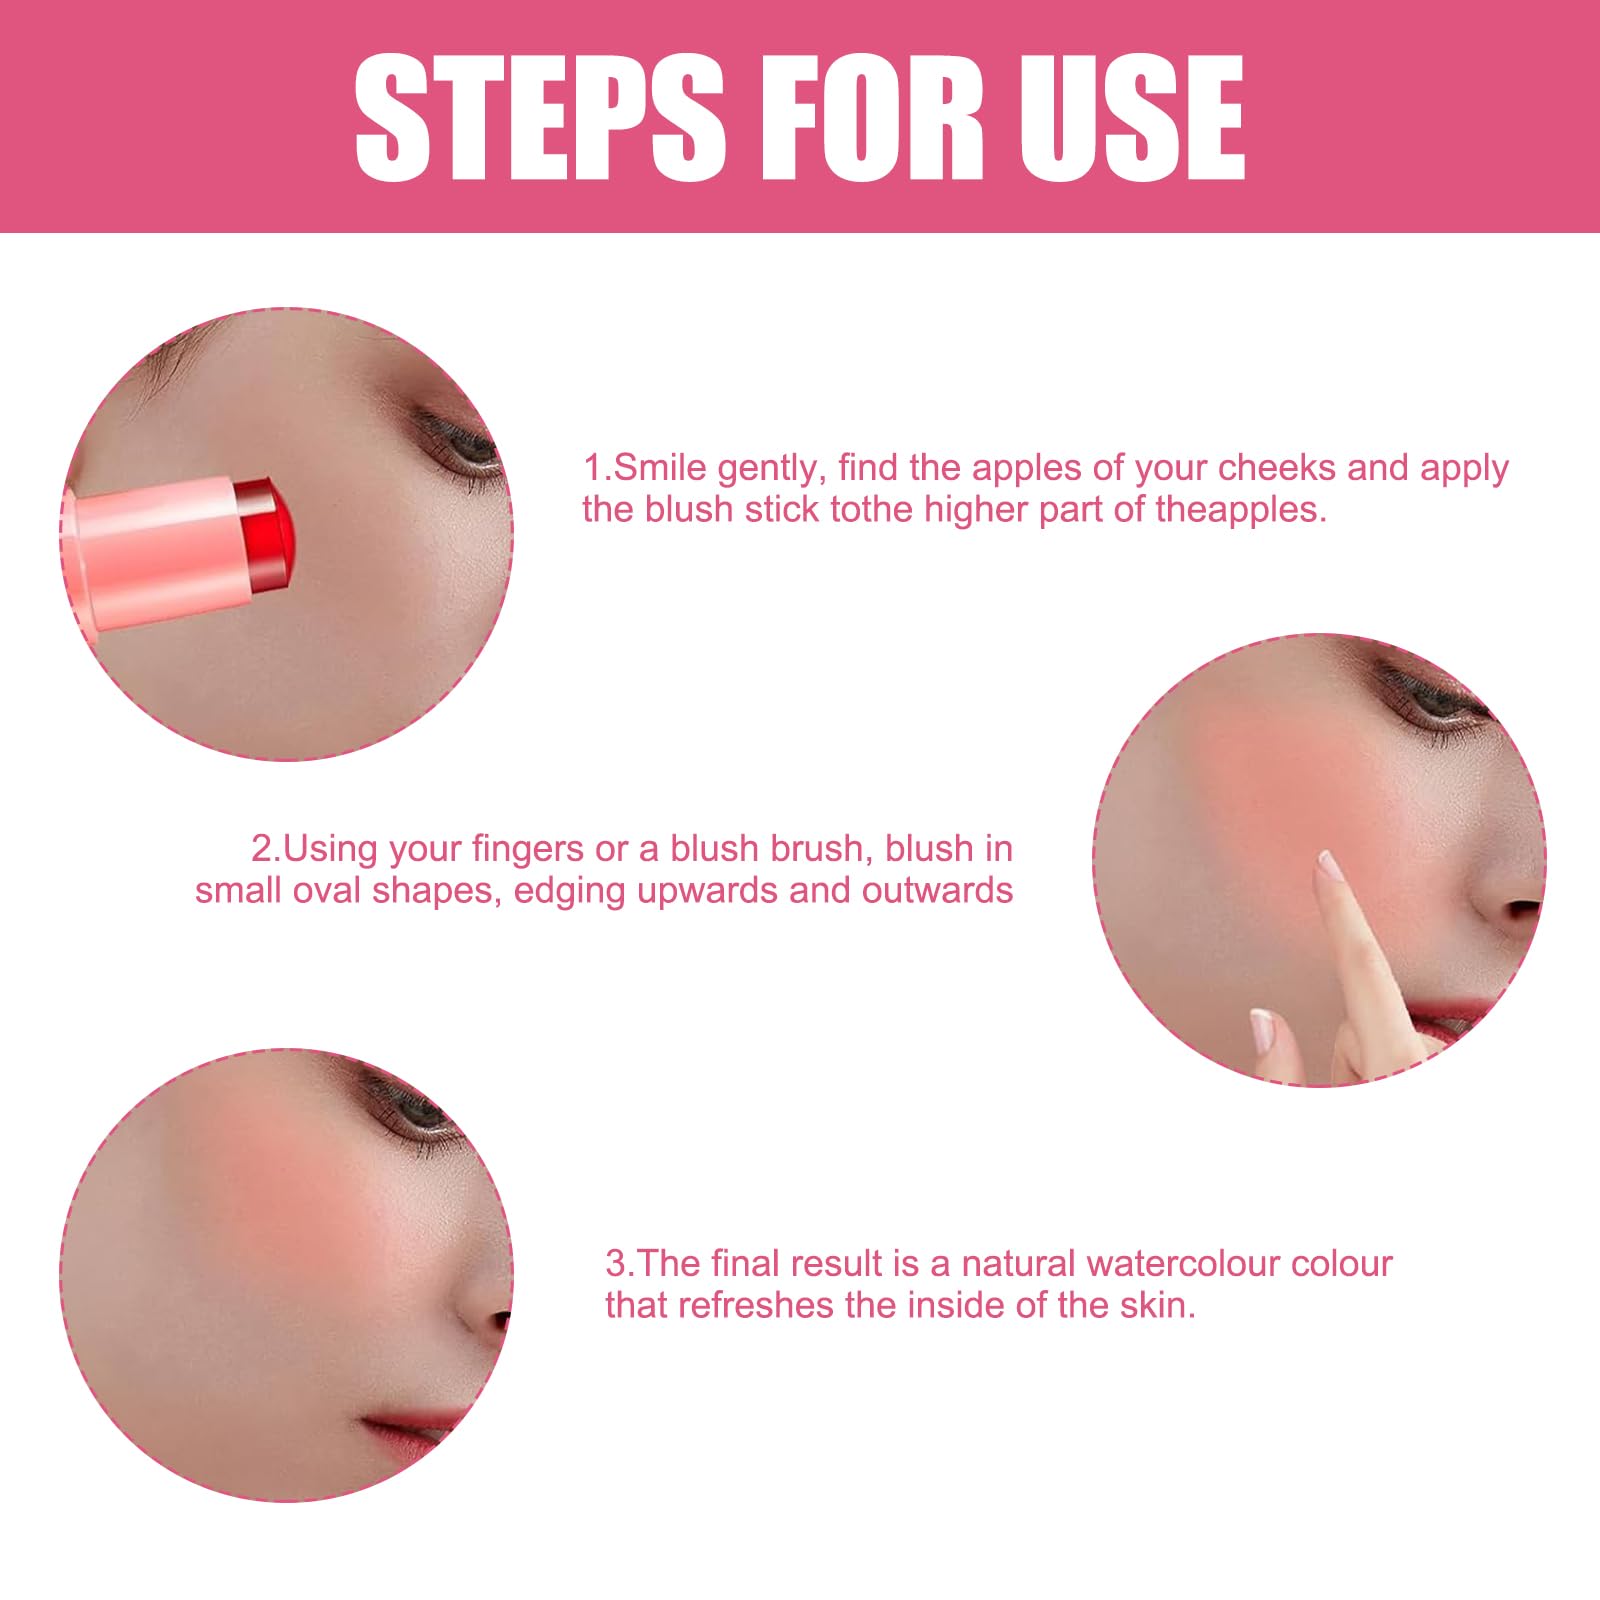 STEPS FOR USE
1.Smile gently, find the apples of your cheeks and apply
the blush stick tothe higher part of theapples.
2.Using your fingers or a blush brush, blush in
small oval shapes, edging upwards and outwards
3.The final result is a natural watercolour colour
that refreshes the inside of the skin.